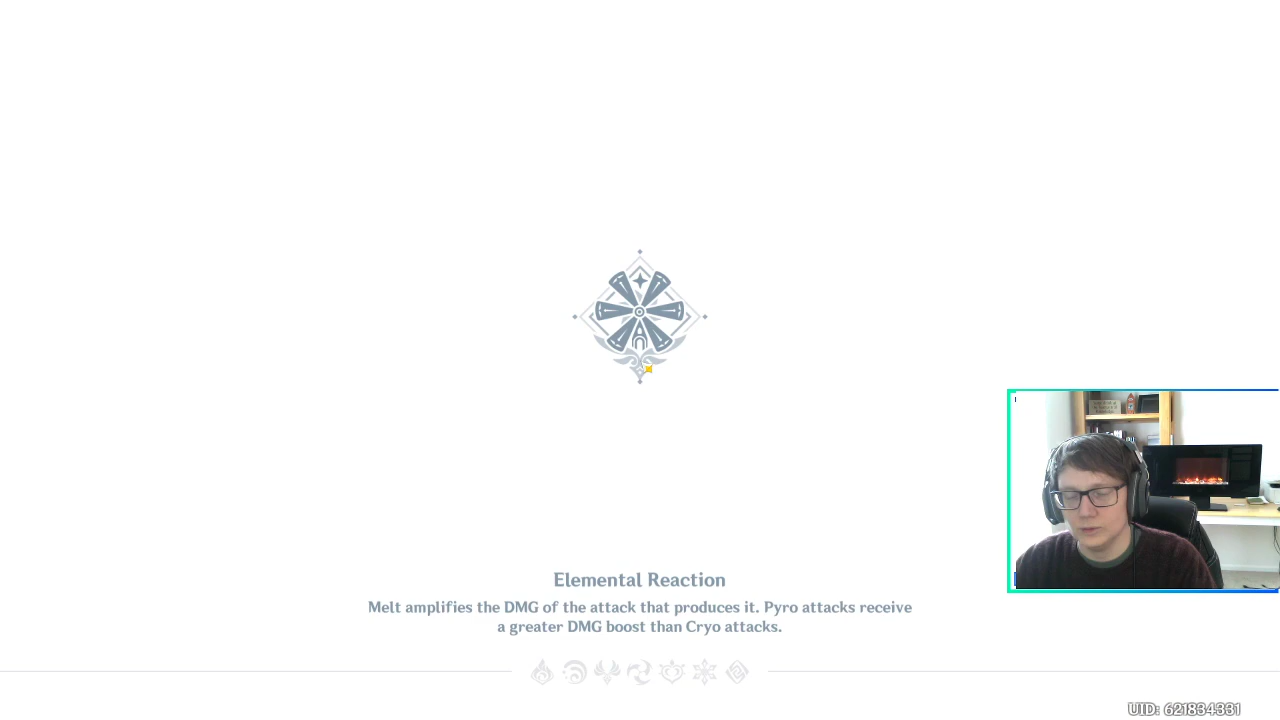 Elemental Reaction
Melt amplifies the DMG of the attack that produces it. Pyro attacks receive
a greater DMG boost than Cryo attacks.
UID: 621834331